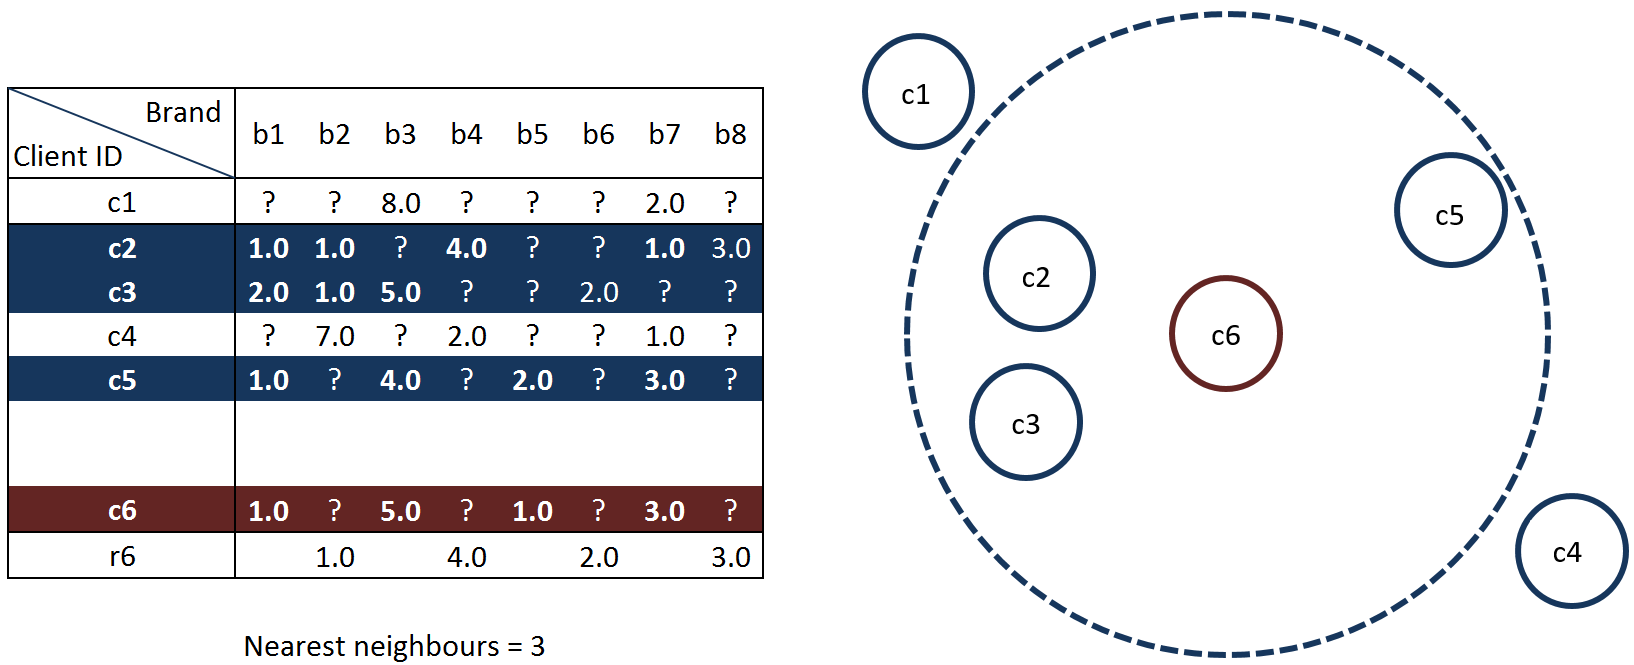 Brand
Client ID
b1 b2 b3 b4 b5 b6 b7 b8
c1 ? ? 8.0 ? ? ? 2.0 ?
c2 1.0 1.0 ? 4.0 ? ? 1.0 3.0
c3 2.0 1.0 5.0 ? ? 2.0 ? ?
c4 ? 7.0 ? 2.0 ? ? 1.0 ?
c5 1.0 ? 4.0 ? 2.0 ? 3.0 ?
c6 1.0 ? 5.0 ? 1.0 ? 3.0 ?
r6 1.0 4.0 2.0 3.0
Nearest neighbours = 3
c1
c5
c2
c6
c3
c4